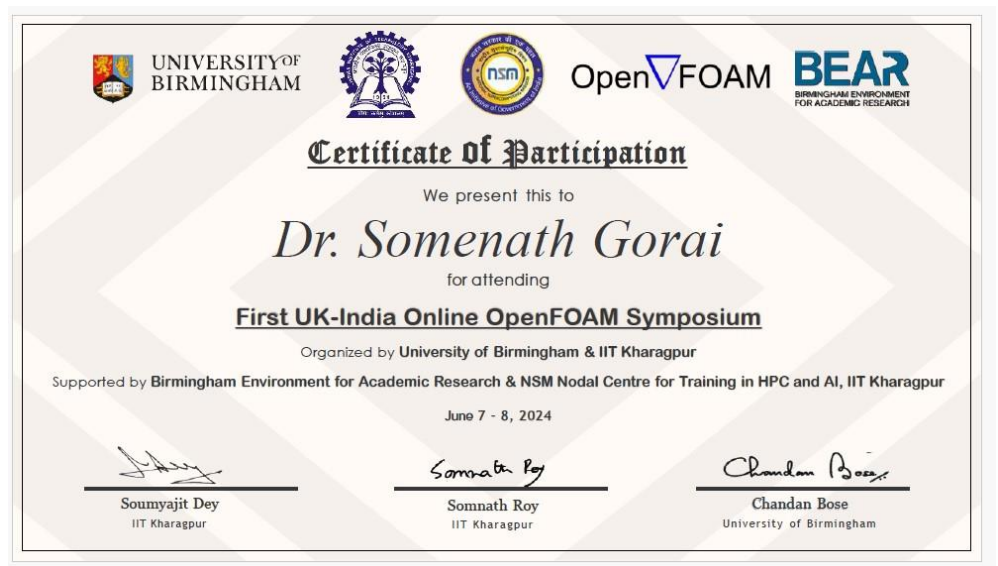 UNIVERSITY OF
BIRMINGHAM
1951
nsm
OpenFOAM
BEAR
BIRMINGHAM ENVIRONMENT
FOR ACADEMIC RESEARCH
Certificate of Participation
We present this to
Dr. Somenath Gorai
for attending
First UK-India Online OpenFOAM Symposium
Organized by University of Birmingham & IIT Kharagpur
Supported by Birmingham Environment for Academic Research & NSM Nodal Centre for Training in HPC and AI, IIT Kharagpur
June 7 - 8, 2024
Somnath Roy
Chandan Bose
Soumyajit Dey
Somnath Roy
Chandan Bose
IIT Kharagpur
IIT Kharagpur
University of Birmingham